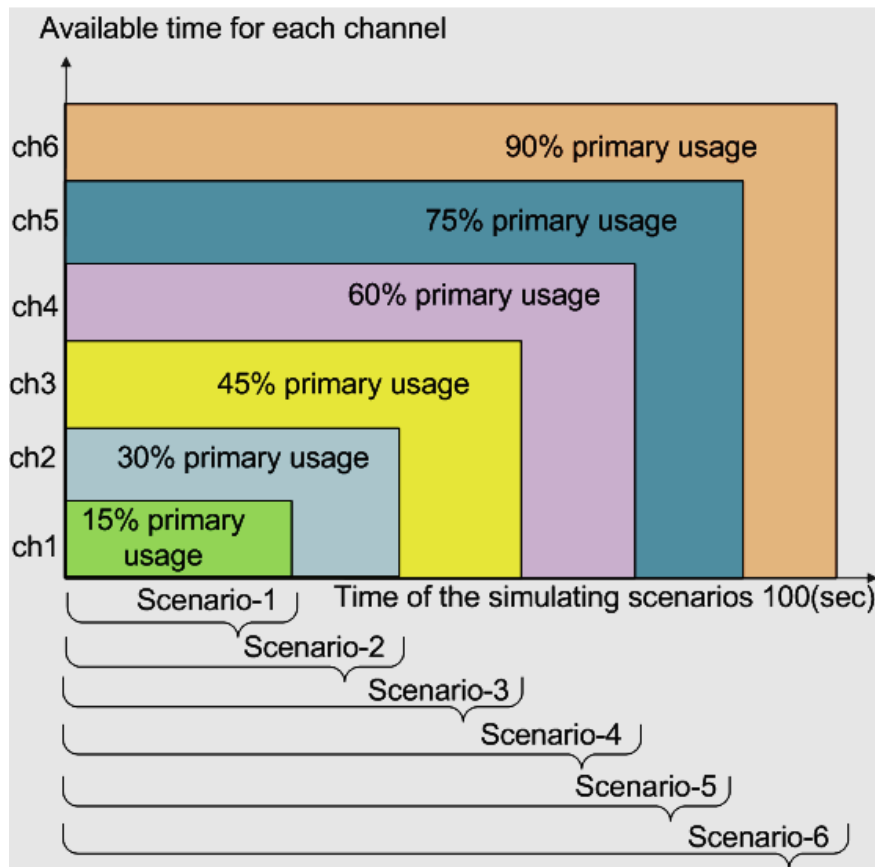 Available time for each channel
ch6
90% primary usage
ch5
75% primary usage
ch4
60% primary usage
ch3
45% primary usage
ch2
30% primary usage
ch1
15% primary
usage
Time of the simulating scenarios 100(sec)
Scenario-1
Scenario-2
Scenario-3
Scenario-4
Scenario-5
Scenario-6